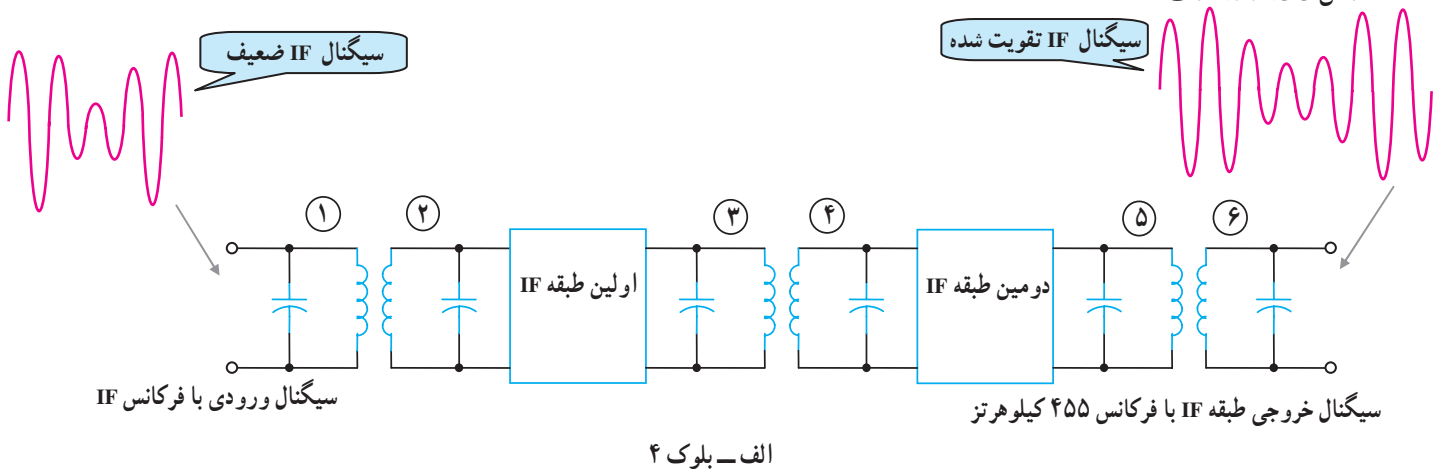 سیگنال IF تقویت شده
سیگنال IF ضعیف
۱
۲
۳
۴
۵
۶
اولین طبقه IF
دومین طبقه IF
سیگنال ورودی با فرکانس IF
سیگنال خروجی طبقه IF با فرکانس ۴۵۵ کیلوهرتز
الف ــ بلوک ۴